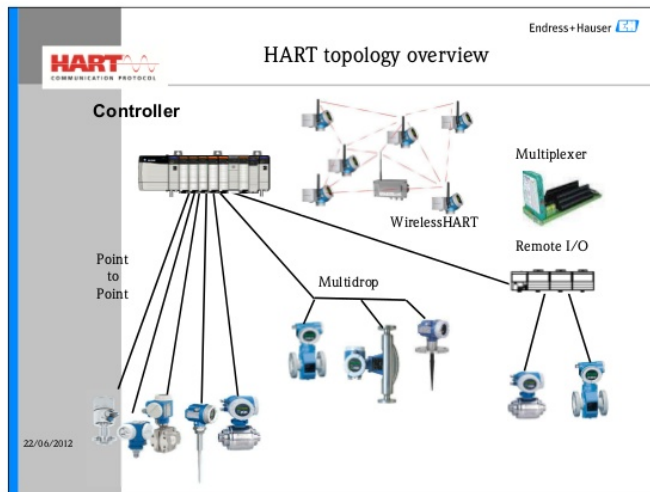 Endress+Hauser EH
HART
COMMUNICATION PROTOCOL
HART topology overview
Controller
Multiplexer
WirelessHART
Remote I/O
Point
to
Point
Multidrop
22/06/2012